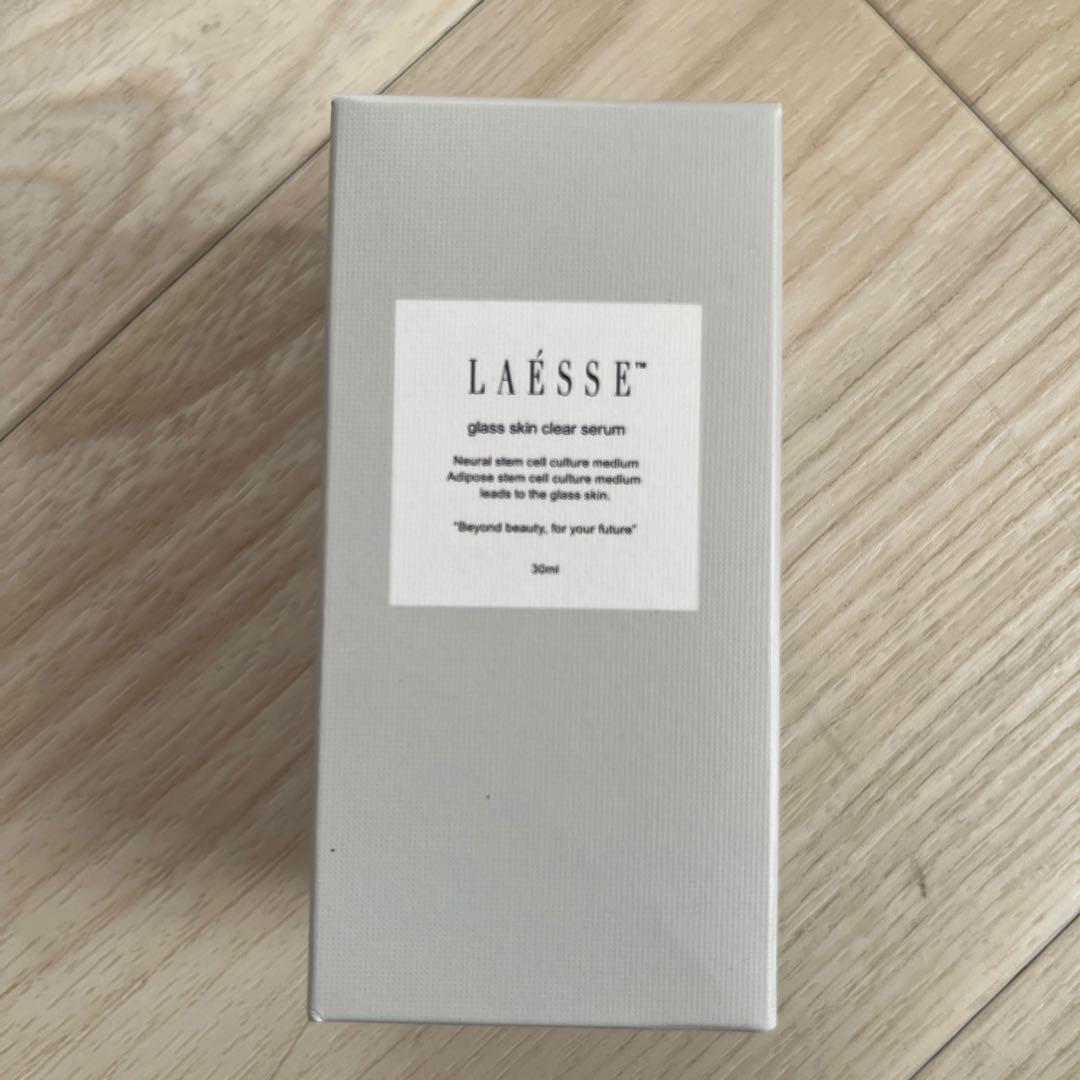 LAÉSSE™
glass skin clear serum
Neural stem cell culture medium
Adipose stem cell culture medium
leads to the glass skin.
"Beyond beauty, for your future"
30ml